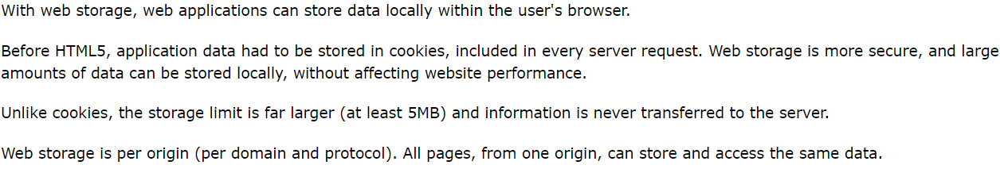 With web storage, web applications can store data locally within the user's browser.
Before HTML5, application data had to be stored in cookies, included in every server request. Web storage is more secure, and large
amounts of data can be stored locally, without affecting website performance.
Unlike cookies, the storage limit is far larger (at least 5MB) and information is never transferred to the server.
Web storage is per origin (per domain and protocol). All pages, from one origin, can store and access the same data.